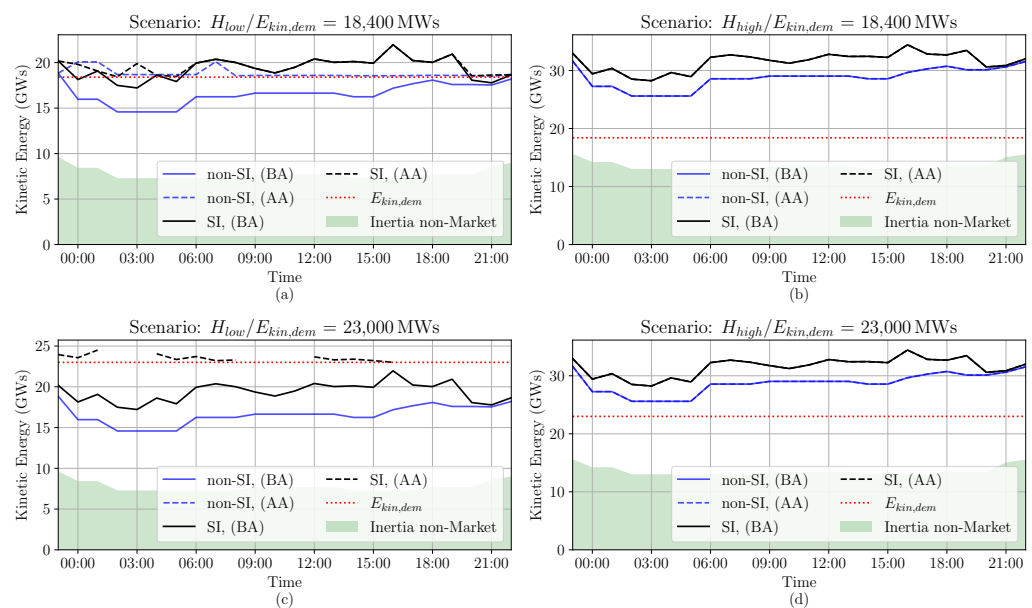 Scenario: H_low/E_kin,dem = 18,400 MWs
Kinetic Energy (GWs)
20
15
10
5
0
non-SI, (BA)
non-SI, (AA)
SI, (BA)
SI, (AA)
E_kin,dem
Inertia non-Market
00:00 03:00 06:00 09:00 12:00 15:00 18:00 21:00
Time
(a)
Scenario: H_high/E_kin,dem = 18,400 MWs
Kinetic Energy (GWs)
30
20
10
0
non-SI, (BA)
non-SI, (AA)
SI, (BA)
SI, (AA)
E_kin,dem
Inertia non-Market
00:00 03:00 06:00 09:00 12:00 15:00 18:00 21:00
Time
(b)
Scenario: H_low/E_kin,dem = 23,000 MWs
Kinetic Energy (GWs)
25
20
15
10
5
0
non-SI, (BA)
non-SI, (AA)
SI, (BA)
SI, (AA)
E_kin,dem
Inertia non-Market
00:00 03:00 06:00 09:00 12:00 15:00 18:00 21:00
Time
(c)
Scenario: H_high/E_kin,dem = 23,000 MWs
Kinetic Energy (GWs)
30
20
10
0
non-SI, (BA)
non-SI, (AA)
SI, (BA)
SI, (AA)
E_kin,dem
Inertia non-Market
00:00 03:00 06:00 09:00 12:00 15:00 18:00 21:00
Time
(d)